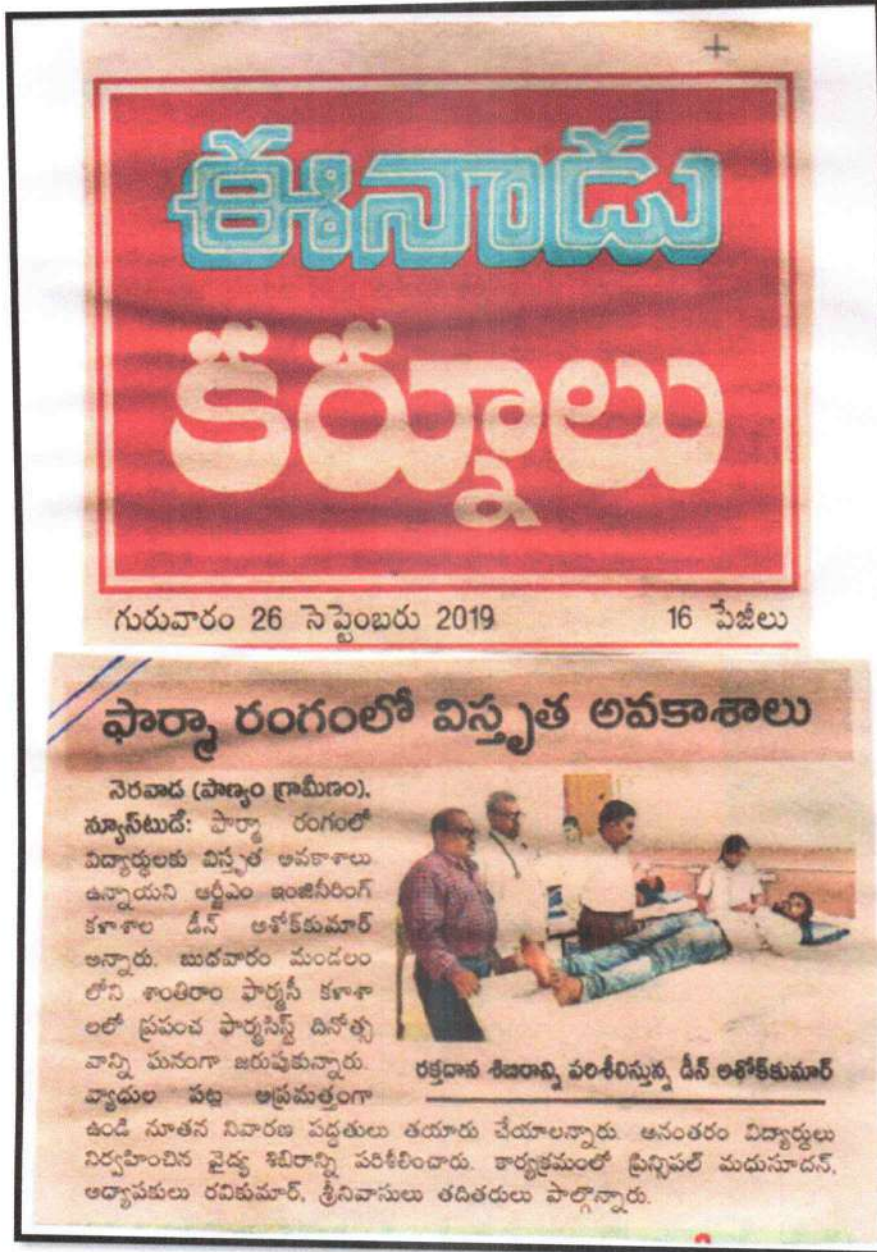 ఈనాడు
కర్నూలు
గురువారం 26 సెప్టెంబరు 2019 16 పేజీలు
ఫార్మా రంగంలో విస్తృత అవకాశాలు
నెరవాడ (పాణ్యం గ్రామీణం),
న్యూస్‌టుడే: ఫార్మా రంగంలో
విద్యార్థులకు విస్తృత అవకాశాలు
ఉన్నాయని ఆర్జీఎం ఇంజినీరింగ్
కళాశాల డీన్ అశోక్‌కుమార్
అన్నారు. బుధవారం మండలం
లోని శాంతిరాం ఫార్మసీ కళాశా
లలో ప్రపంచ ఫార్మసిస్ట్ దినోత్స
వాన్ని ఘనంగా జరుపుకున్నారు.
వ్యాధుల పట్ల అప్రమత్తంగా
ఉండి నూతన నివారణ పద్ధతులు తయారు చేయాలన్నారు. అనంతరం విద్యార్థులు
నిర్వహించిన వైద్య శిబిరాన్ని పరిశీలించారు. కార్యక్రమంలో ప్రిన్సిపల్ మధుసూదన్,
అధ్యాపకులు రవికుమార్, శ్రీనివాసులు తదితరులు పాల్గొన్నారు.
రక్తదాన శిబిరాన్ని పరిశీలిస్తున్న డీన్ అశోక్‌కుమార్